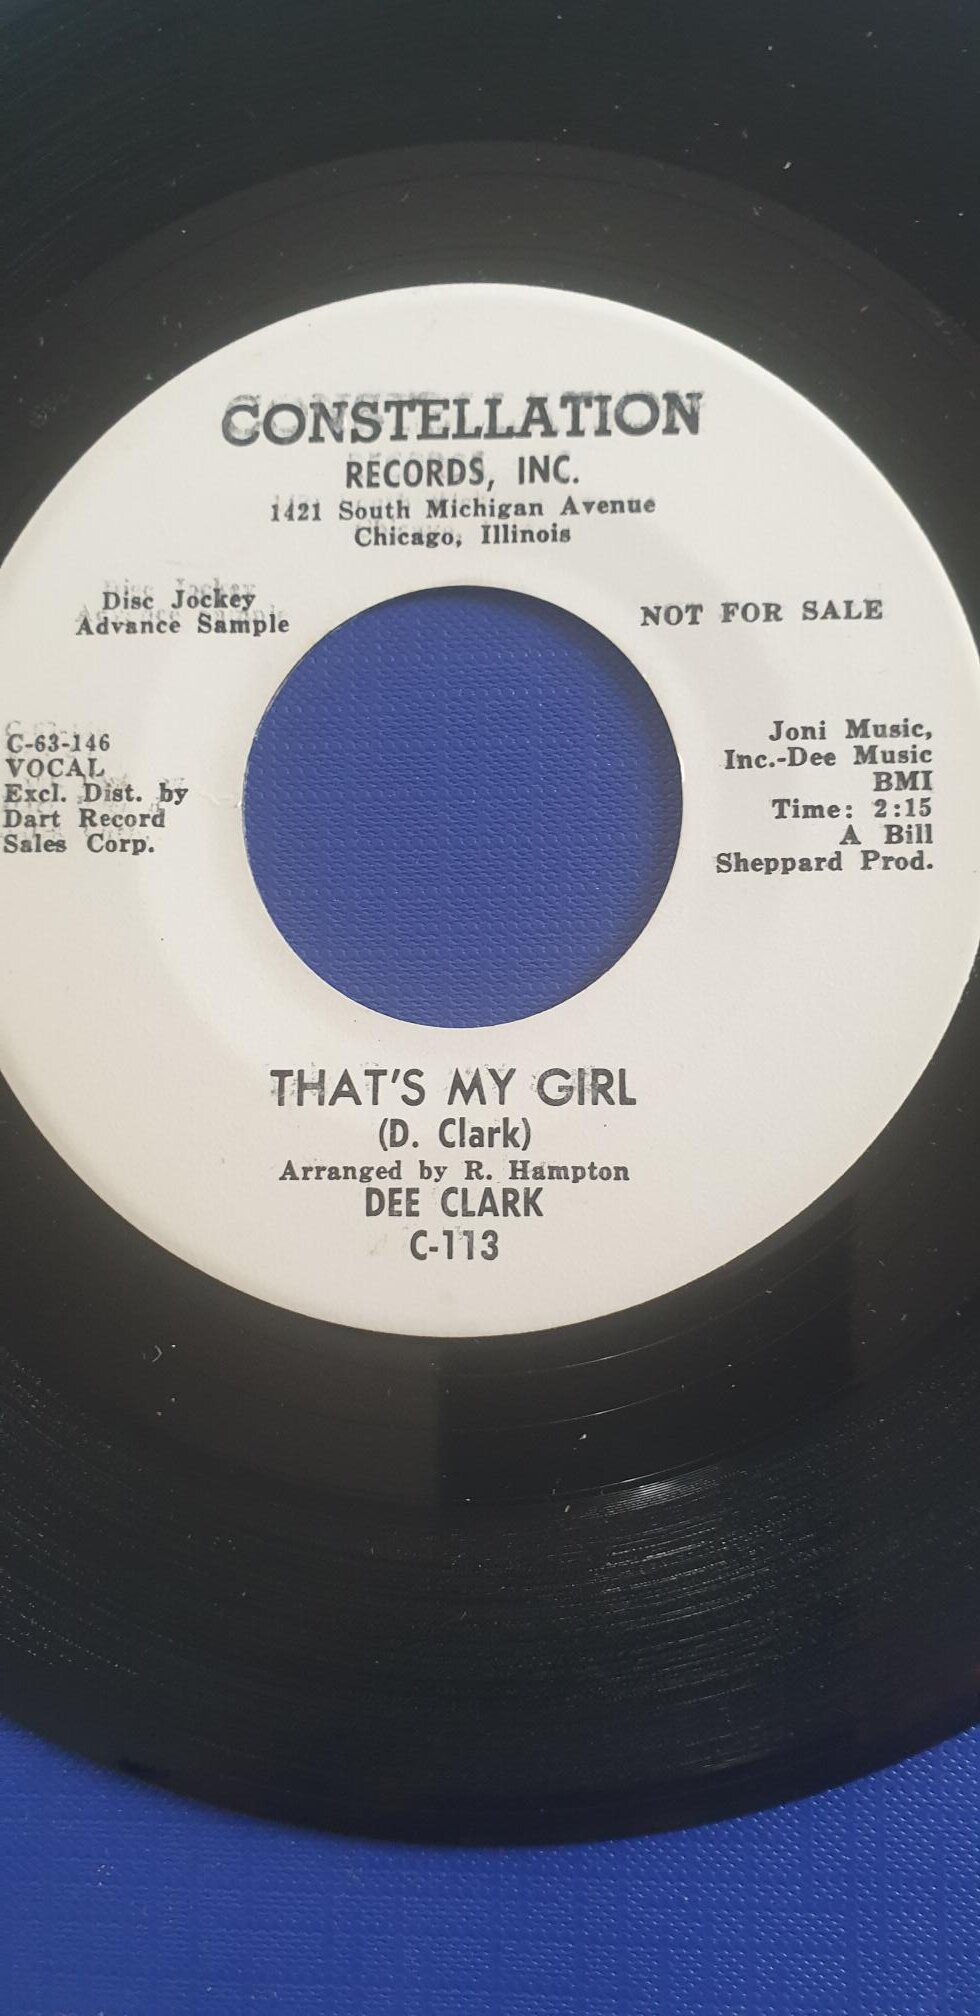 CONSTELLATION
RECORDS, INC.
1421 South Michigan Avenue
Chicago, Illinois
Disc Jockey
Advance Sample
NOT FOR SALE
C-63-146
VOCAL
Excl. Dist. by
Dart Record
Sales Corp.
Joni Music,
Inc.-Dee Music
BMI
Time: 2:15
A Bill
Sheppard Prod.
THAT'S MY GIRL
(D. Clark)
Arranged by R. Hampton
DEE CLARK
C-113